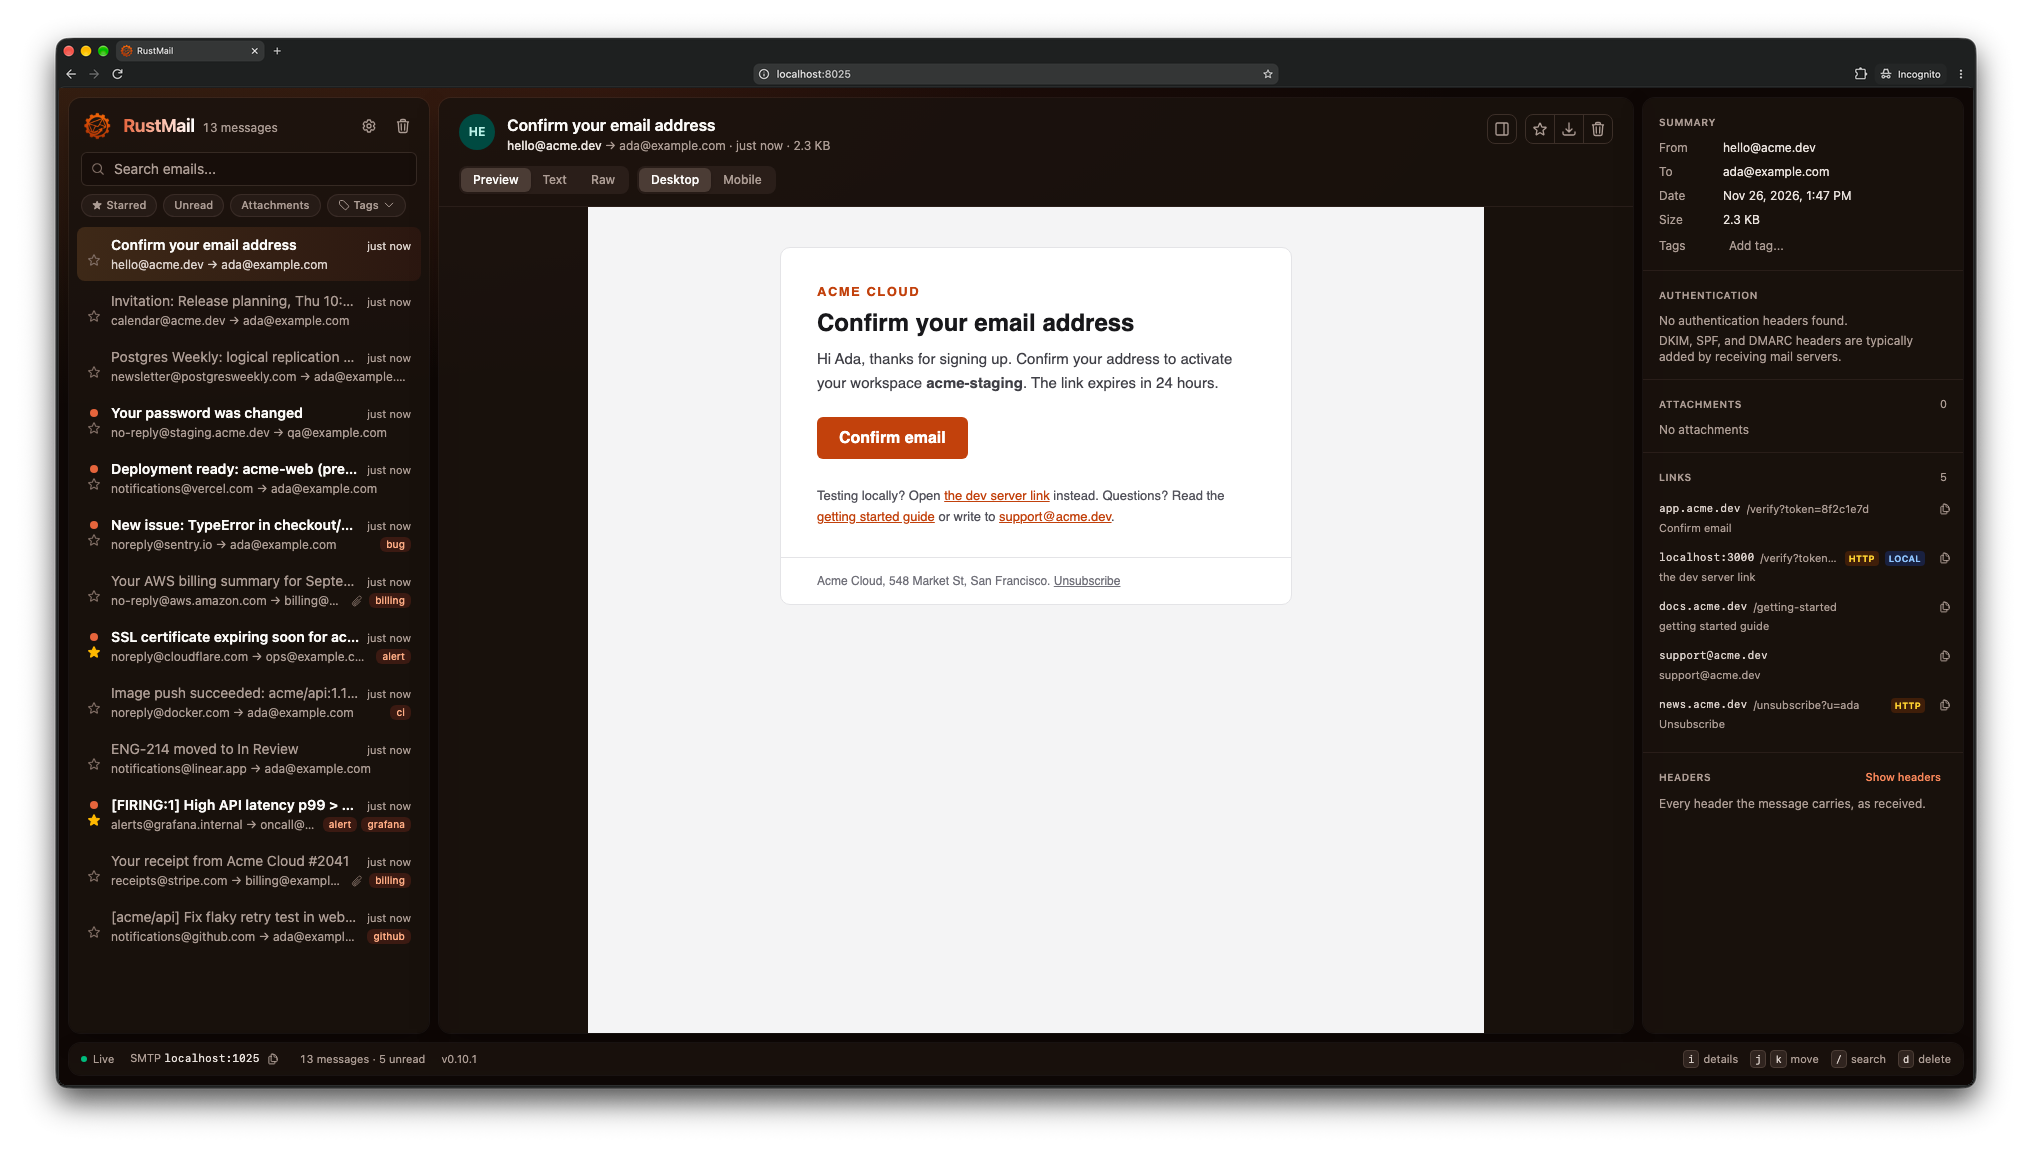 RustMail
localhost:8025
Incognito
RustMail 13 messages
Search emails...
Starred Unread Attachments Tags
Confirm your email address just now
hello@acme.dev → ada@example.com
Invitation: Release planning, Thu 10:... just now
calendar@acme.dev → ada@example.com
Postgres Weekly: logical replication ... just now
newsletter@postgresweekly.com → ada@example....
Your password was changed just now
no-reply@staging.acme.dev → qa@example.com
Deployment ready: acme-web (pre... just now
notifications@vercel.com → ada@example.com
New issue: TypeError in checkout/... just now
noreply@sentry.io → ada@example.com bug
Your AWS billing summary for Septe... just now
no-reply@aws.amazon.com → billing@... billing
SSL certificate expiring soon for ac... just now
noreply@cloudflare.com → ops@example.c... alert
Image push succeeded: acme/api:1.1... just now
noreply@docker.com → ada@example.com ci
ENG-214 moved to In Review just now
notifications@linear.app → ada@example.com
[FIRING:1] High API latency p99 > ... just now
alerts@grafana.internal → oncall@... alert grafana
Your receipt from Acme Cloud #2041 just now
receipts@stripe.com → billing@exampl... billing
[acme/api] Fix flaky retry test in web... just now
notifications@github.com → ada@exampl... github
HE
Confirm your email address
hello@acme.dev → ada@example.com · just now · 2.3 KB
Preview Text Raw Desktop Mobile
ACME CLOUD
Confirm your email address
Hi Ada, thanks for signing up. Confirm your address to activate
your workspace acme-staging. The link expires in 24 hours.
Confirm email
Testing locally? Open the dev server link instead. Questions? Read the
getting started guide or write to support@acme.dev.
Acme Cloud, 548 Market St, San Francisco. Unsubscribe
SUMMARY
From hello@acme.dev
To ada@example.com
Date Nov 26, 2026, 1:47 PM
Size 2.3 KB
Tags Add tag...
AUTHENTICATION
No authentication headers found.
DKIM, SPF, and DMARC headers are typically
added by receiving mail servers.
ATTACHMENTS 0
No attachments
LINKS 5
app.acme.dev /verify?token=8f2c1e7d
Confirm email
localhost:3000 /verify?token... HTTP LOCAL
the dev server link
docs.acme.dev /getting-started
getting started guide
support@acme.dev
support@acme.dev
news.acme.dev /unsubscribe?u=ada HTTP
Unsubscribe
HEADERS Show headers
Every header the message carries, as received.
Live SMTP localhost:1025 13 messages · 5 unread v0.10.1
i details j k move / search d delete